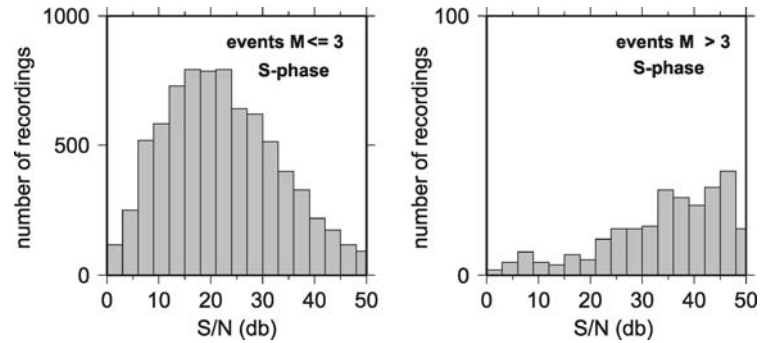 1000
500
0
number of recordings
events M <= 3
S-phase
0 10 20 30 40 50
S/N (db)
100
50
0
number of recordings
events M > 3
S-phase
0 10 20 30 40 50
S/N (db)